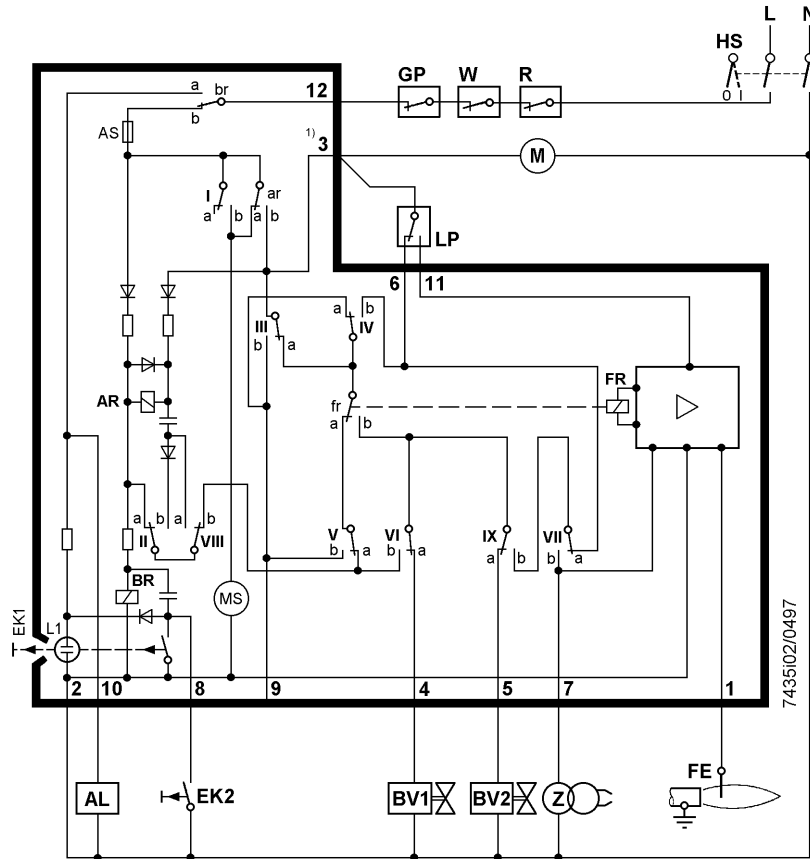 L N
HS
0 I
GP W R
12
a br
b
AS
1) 3
M
I ar
a b a b
LP
6 11
a b
III IV
b a
FR
AR
fr
a b
a b a b
II VIII
V VI IX VII
b a b a a b b a
BR
MS
EK1
L1
2 10 8 9 4 5 7 1
7435i02/0497
AL EK2 BV1 BV2 Z FE